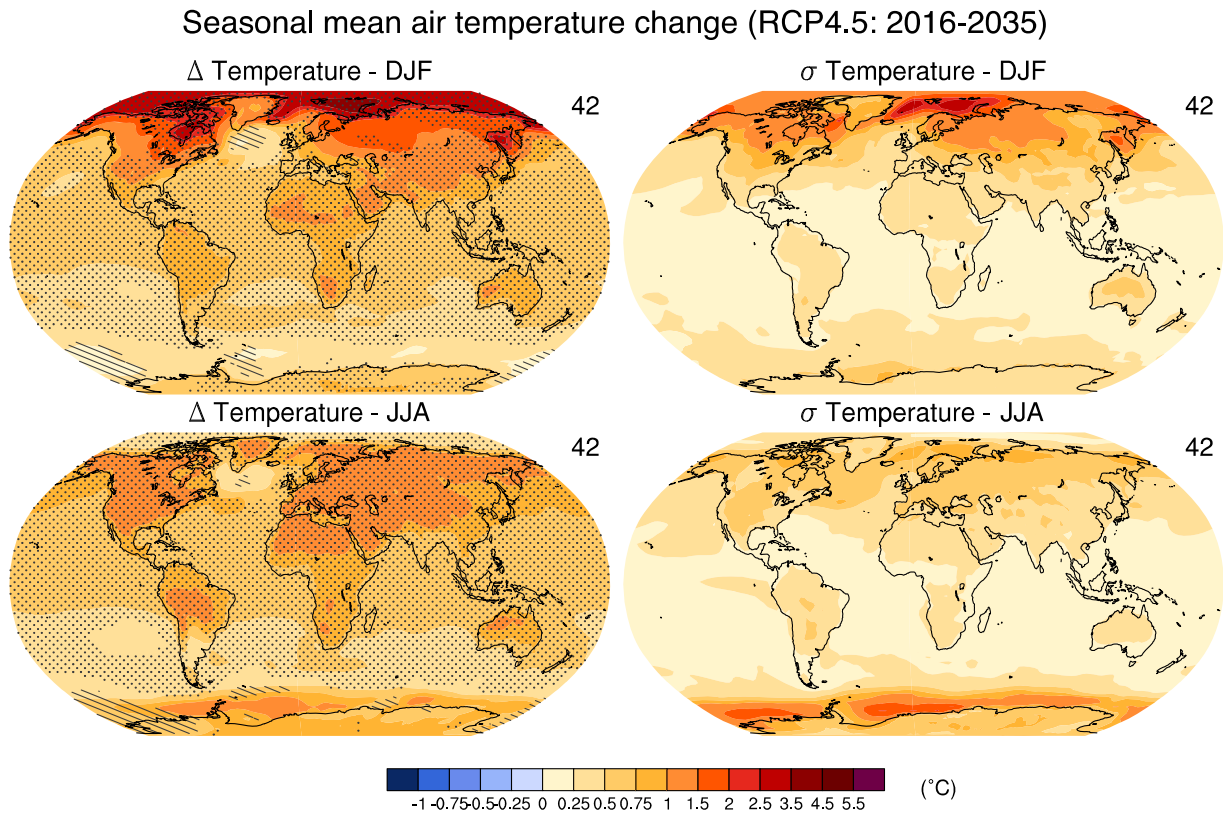 Seasonal mean air temperature change (RCP4.5: 2016-2035)
Δ Temperature - DJF
42
σ Temperature - DJF
42
Δ Temperature - JJA
42
σ Temperature - JJA
42
-1 -0.75 -0.5 -0.25 0 0.25 0.5 0.75 1 1.5 2 2.5 3.5 4.5 5.5 (°C)